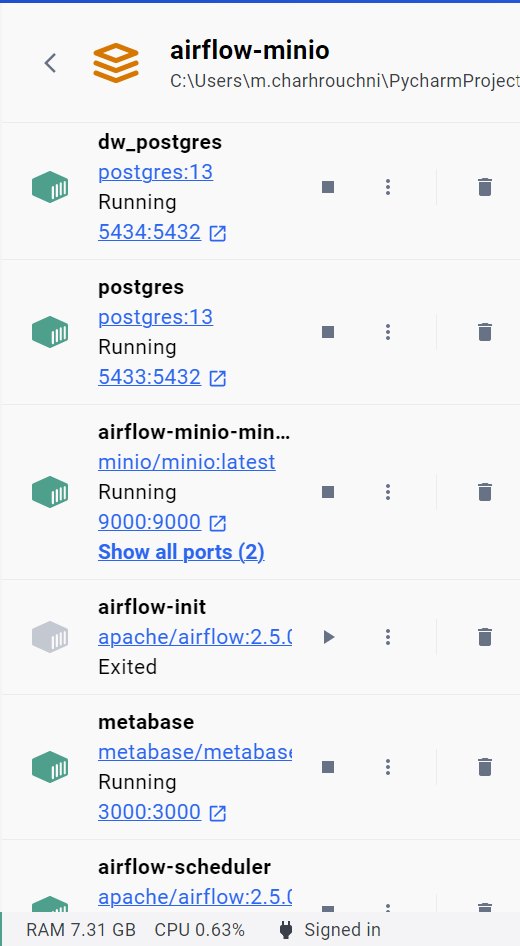 airflow-minio
C:\Users\m.charhrouchni\PycharmProject
dw_postgres
postgres:13
Running
5434:5432
postgres
postgres:13
Running
5433:5432
airflow-minio-min...
minio/minio:latest
Running
9000:9000
Show all ports (2)
airflow-init
apache/airflow:2.5.0
Exited
metabase
metabase/metabase
Running
3000:3000
airflow-scheduler
apache/airflow:2.5.0
RAM 7.31 GB CPU 0.63% Signed in